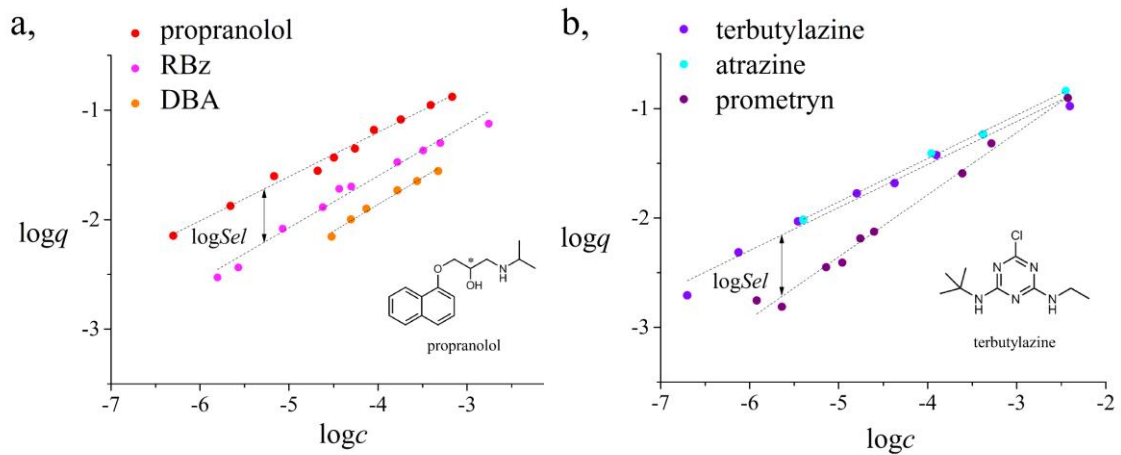 a,
propranolol
RBz
DBA
-1
-2
-3
logq
logSel
O
*
OH
N
H
propranolol
-7
-6
-5
-4
-3
logc
b,
terbutylazine
atrazine
prometryn
-1
-2
-3
logq
logSel
Cl
N N
N N N
H H
terbutylazine
-7
-6
-5
-4
-3
-2
logc